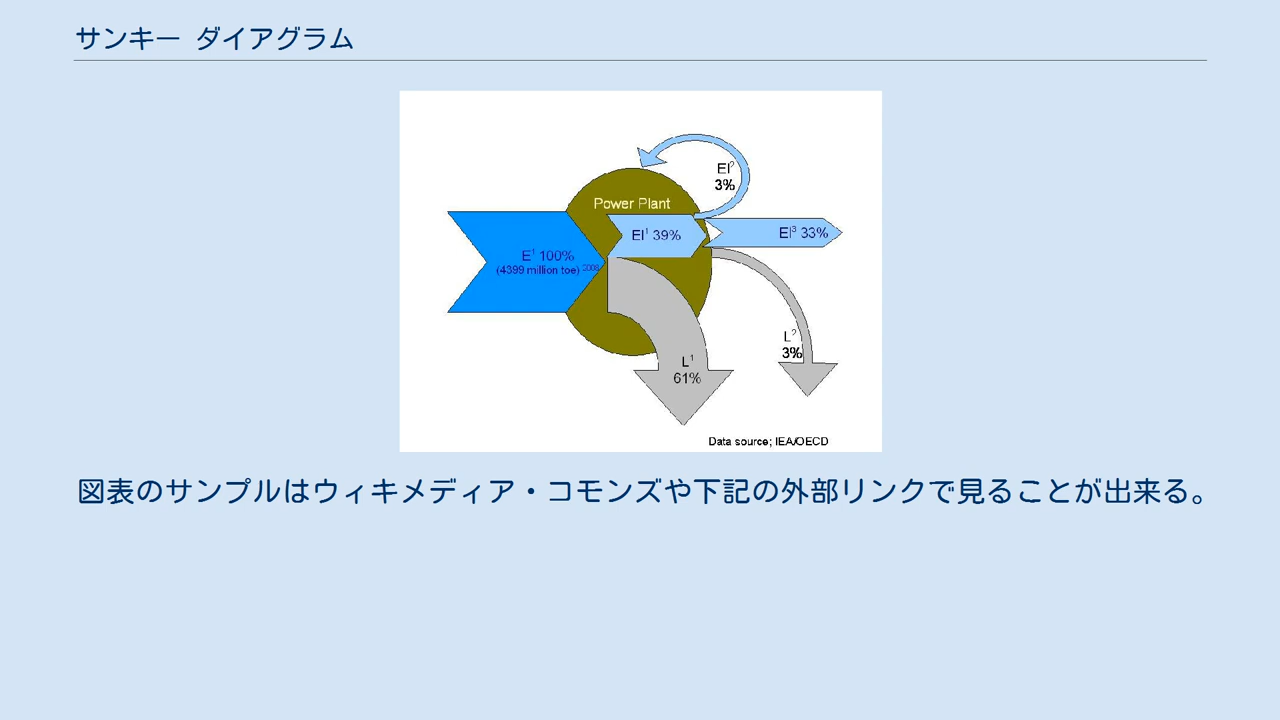 サンキー ダイアグラム
EI² 3%
Power Plant
EI¹ 39%
EI³ 33%
E¹ 100%
(4399 million toe) 2008
L² 3%
L¹ 61%
Data source; IEA/OECD
図表のサンプルはウィキメディア・コモンズや下記の外部リンクで見ることが出来る。